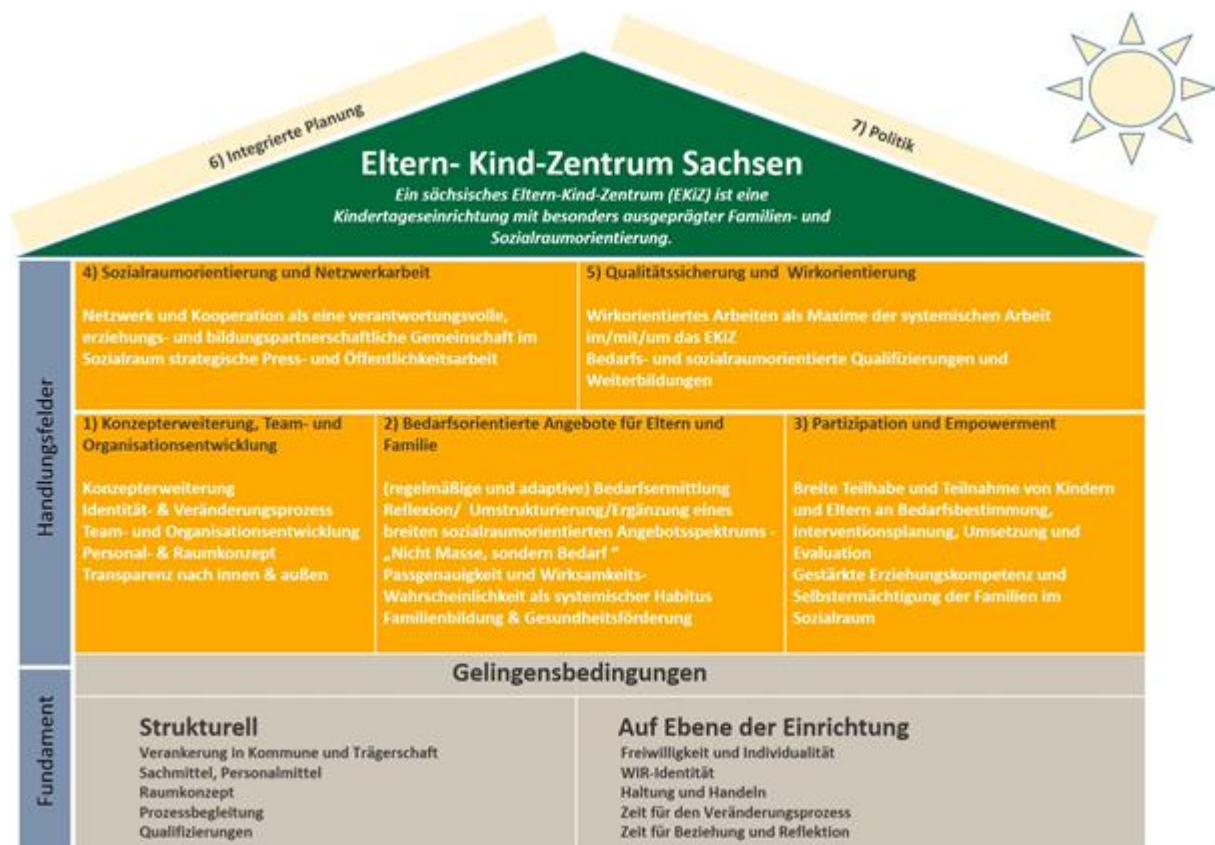 6) Integrierte Planung
7) Politik
Eltern- Kind-Zentrum Sachsen
Ein sächsisches Eltern-Kind-Zentrum (EKiZ) ist eine
Kindertageseinrichtung mit besonders ausgeprägter Familien- und
Sozialraumorientierung.
Handlungsfelder
4) Sozialraumorientierung und Netzwerkarbeit
Netzwerk und Kooperation als eine verantwortungsvolle,
erziehungs- und bildungspartnerschaftliche Gemeinschaft im
Sozialraum strategische Press- und Öffentlichkeitsarbeit
5) Qualitätssicherung und Wirkorientierung
Wirkorientiertes Arbeiten als Maxime der systemischen Arbeit
im/mit/um das EKiZ
Bedarfs- und sozialraumorientierte Qualifizierungen und
Weiterbildungen
1) Konzepterweiterung, Team- und
Organisationsentwicklung
Konzepterweiterung
Identität- & Veränderungsprozess
Team- und Organisationsentwicklung
Personal- & Raumkonzept
Transparenz nach innen & außen
2) Bedarfsorientierte Angebote für Eltern und
Familie
(regelmäßige und adaptive) Bedarfsermittlung
Reflexion/ Umstrukturierung/Ergänzung eines
breiten sozialraumorientierten Angebotsspektrums -
„Nicht Masse, sondern Bedarf "
Passgenauigkeit und Wirksamkeits-
Wahrscheinlichkeit als systemischer Habitus
Familienbildung & Gesundheitsförderung
3) Partizipation und Empowerment
Breite Teilhabe und Teilnahme von Kindern
und Eltern an Bedarfsbestimmung,
Interventionsplanung, Umsetzung und
Evaluation
Gestärkte Erziehungskompetenz und
Selbstermächtigung der Familien im
Sozialraum
Fundament
Gelingensbedingungen
Strukturell
Verankerung in Kommune und Trägerschaft
Sachmittel, Personalmittel
Raumkonzept
Prozessbegleitung
Qualifizierungen
Auf Ebene der Einrichtung
Freiwilligkeit und Individualität
WIR-Identität
Haltung und Handeln
Zeit für den Veränderungsprozess
Zeit für Beziehung und Reflektion